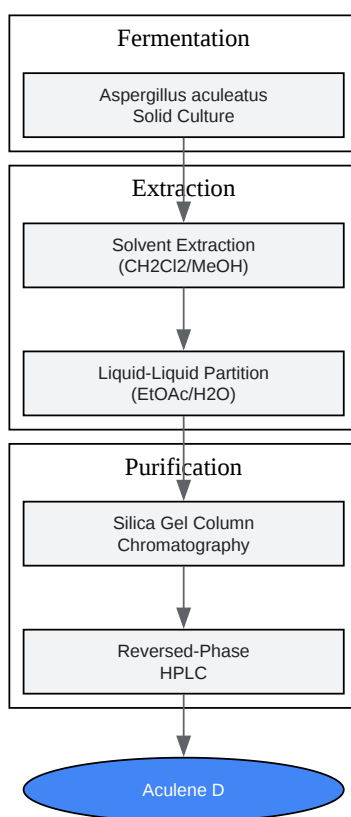 Fermentation
Aspergillus aculeatus
Solid Culture
Extraction
Solvent Extraction
(CH2Cl2/MeOH)
Liquid-Liquid Partition
(EtOAc/H2O)
Purification
Silica Gel Column
Chromatography
Reversed-Phase
HPLC
Aculene D